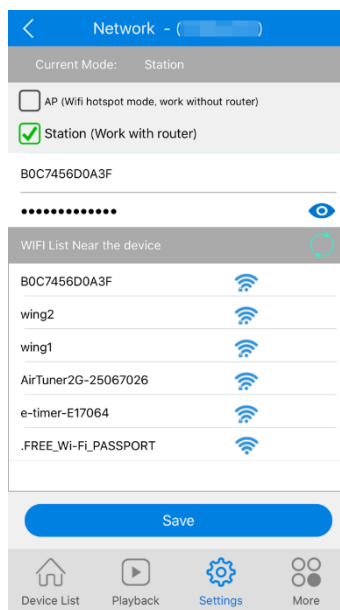 Network - (
)
Current Mode: Station
AP (Wifi hotspot mode, work without router)
Station (Work with router)
B0C7456D0A3F
•••••••••••••
WIFI List Near the device
B0C7456D0A3F
wing2
wing1
AirTuner2G-25067026
e-timer-E17064
.FREE_Wi-Fi_PASSPORT
Save
Device List Playback Settings More